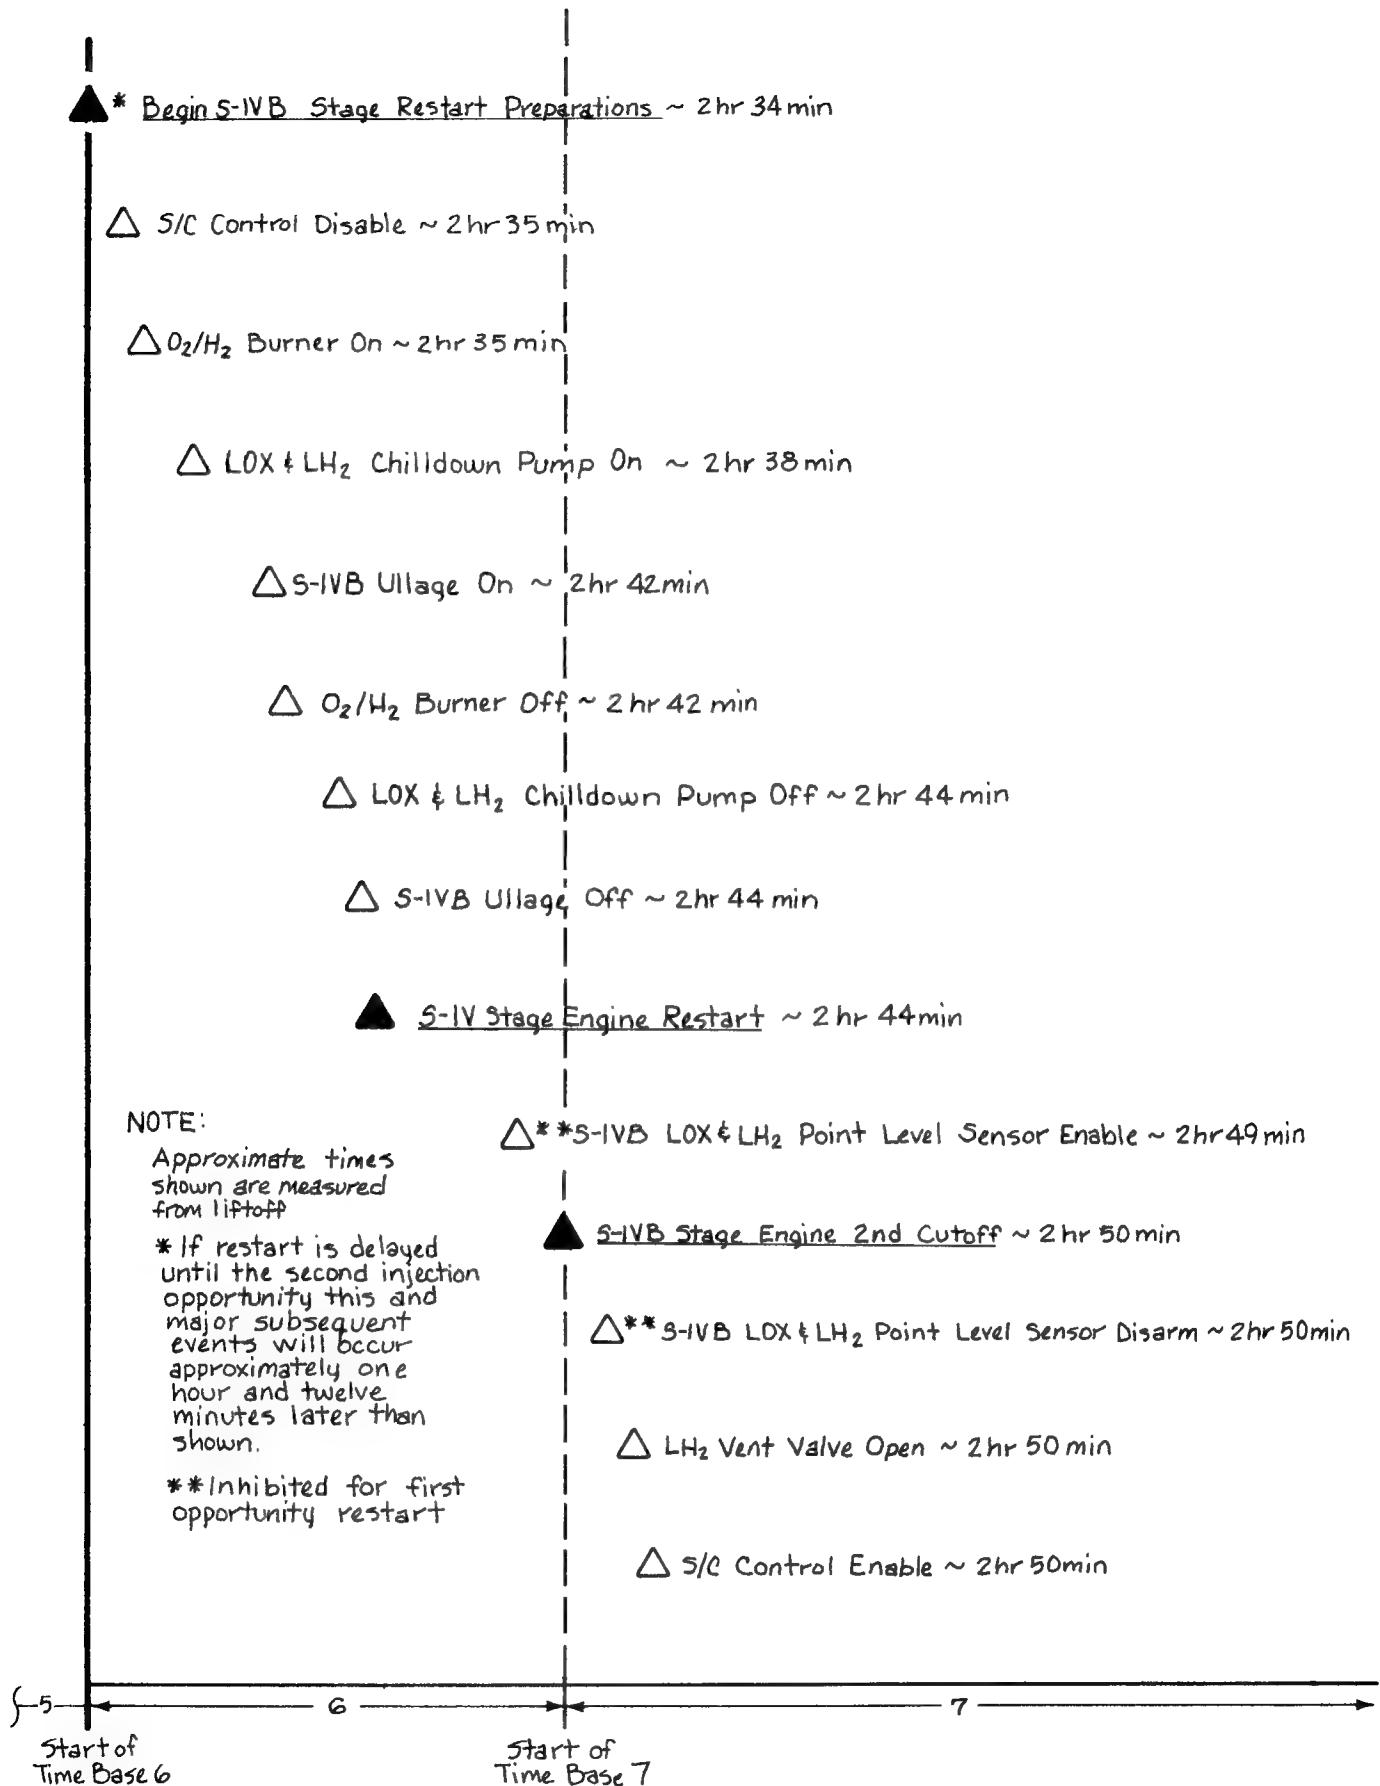 * Begin S-IVB Stage Restart Preparations ~ 2hr 34min
S/C Control Disable ~ 2hr 35min
O₂/H₂ Burner On ~ 2hr 35min
LOX & LH₂ Chilldown Pump On ~ 2hr 38min
S-IVB Ullage On ~ 2hr 42min
O₂/H₂ Burner Off ~ 2hr 42 min
LOX & LH₂ Chilldown Pump Off ~ 2hr 44 min
S-IVB Ullage Off ~ 2hr 44 min
S-IV Stage Engine Restart ~ 2hr 44min
**S-IVB LOX & LH₂ Point Level Sensor Enable ~ 2hr 49 min
S-IVB Stage Engine 2nd Cutoff ~ 2hr 50 min
** S-IVB LOX & LH₂ Point Level Sensor Disarm ~ 2hr 50min
LH₂ Vent Valve Open ~ 2hr 50 min
S/C Control Enable ~ 2hr 50min
NOTE:
Approximate times
shown are measured
from liftoff
* If restart is delayed
until the second injection
opportunity this and
major subsequent
events will occur
approximately one
hour and twelve
minutes later than
shown.
**Inhibited for first
opportunity restart
5 6 7
Start of
Time Base 6
Start of
Time Base 7